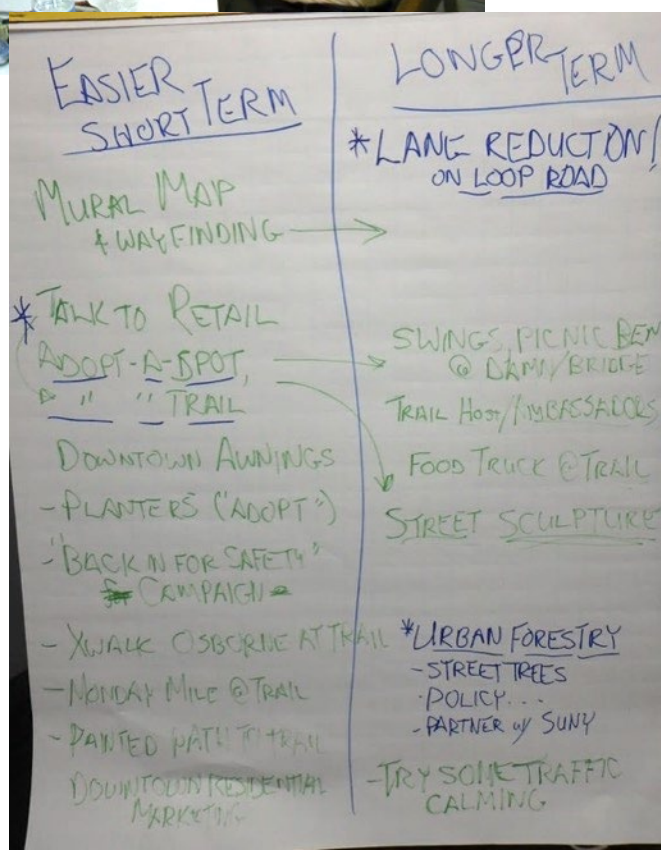 EASIER
SHORT TERM
MURAL MAP
& WAYFINDING
* TALK TO RETAIL
ADOPT-A-SPOT,
" " TRAIL
DOWNTOWN AWNINGS
- PLANTERS ("ADOPT")
- "BACK IN FOR SAFETY"
CAMPAIGN
- XWALK OSBORNE AT TRAIL
- MONDAY MILE @ TRAIL
- PAINTED PATH TO TRAIL
DOWNTOWN RESIDENTIAL
MARKETING
LONGER TERM
* LANE REDUCTION!
ON LOOP ROAD
SWINGS, PICNIC BEN
@ DAMN/BRIDGE
TRAIL HOST/AMBASSADORS
FOOD TRUCK @ TRAIL
STREET SCULPTURE
* URBAN FORESTRY
- STREET TREES
- POLICY...
- PARTNER w/ SUNY
- TRY SOME TRAFFIC
CALMING